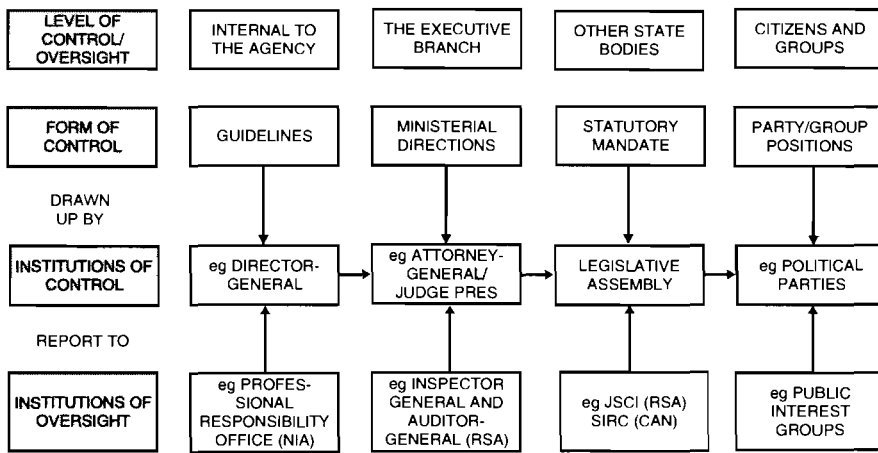 LEVEL OF
CONTROL/
OVERSIGHT
INTERNAL TO
THE AGENCY
THE EXECUTIVE
BRANCH
OTHER STATE
BODIES
CITIZENS AND
GROUPS
FORM OF
CONTROL
GUIDELINES
MINISTERIAL
DIRECTIONS
STATUTORY
MANDATE
PARTY/GROUP
POSITIONS
DRAWN
UP BY
INSTITUTIONS OF
CONTROL
eg DIRECTOR-
GENERAL
eg ATTORNEY-
GENERAL/
JUDGE PRES
LEGISLATIVE
ASSEMBLY
eg POLITICAL
PARTIES
REPORT TO
INSTITUTIONS OF
OVERSIGHT
eg PROFES-
SIONAL
RESPONSIBILITY
OFFICE (NIA)
eg INSPECTOR
GENERAL AND
AUDITOR-
GENERAL (RSA)
eg JSCI (RSA)
SIRC (CAN)
eg PUBLIC
INTEREST
GROUPS